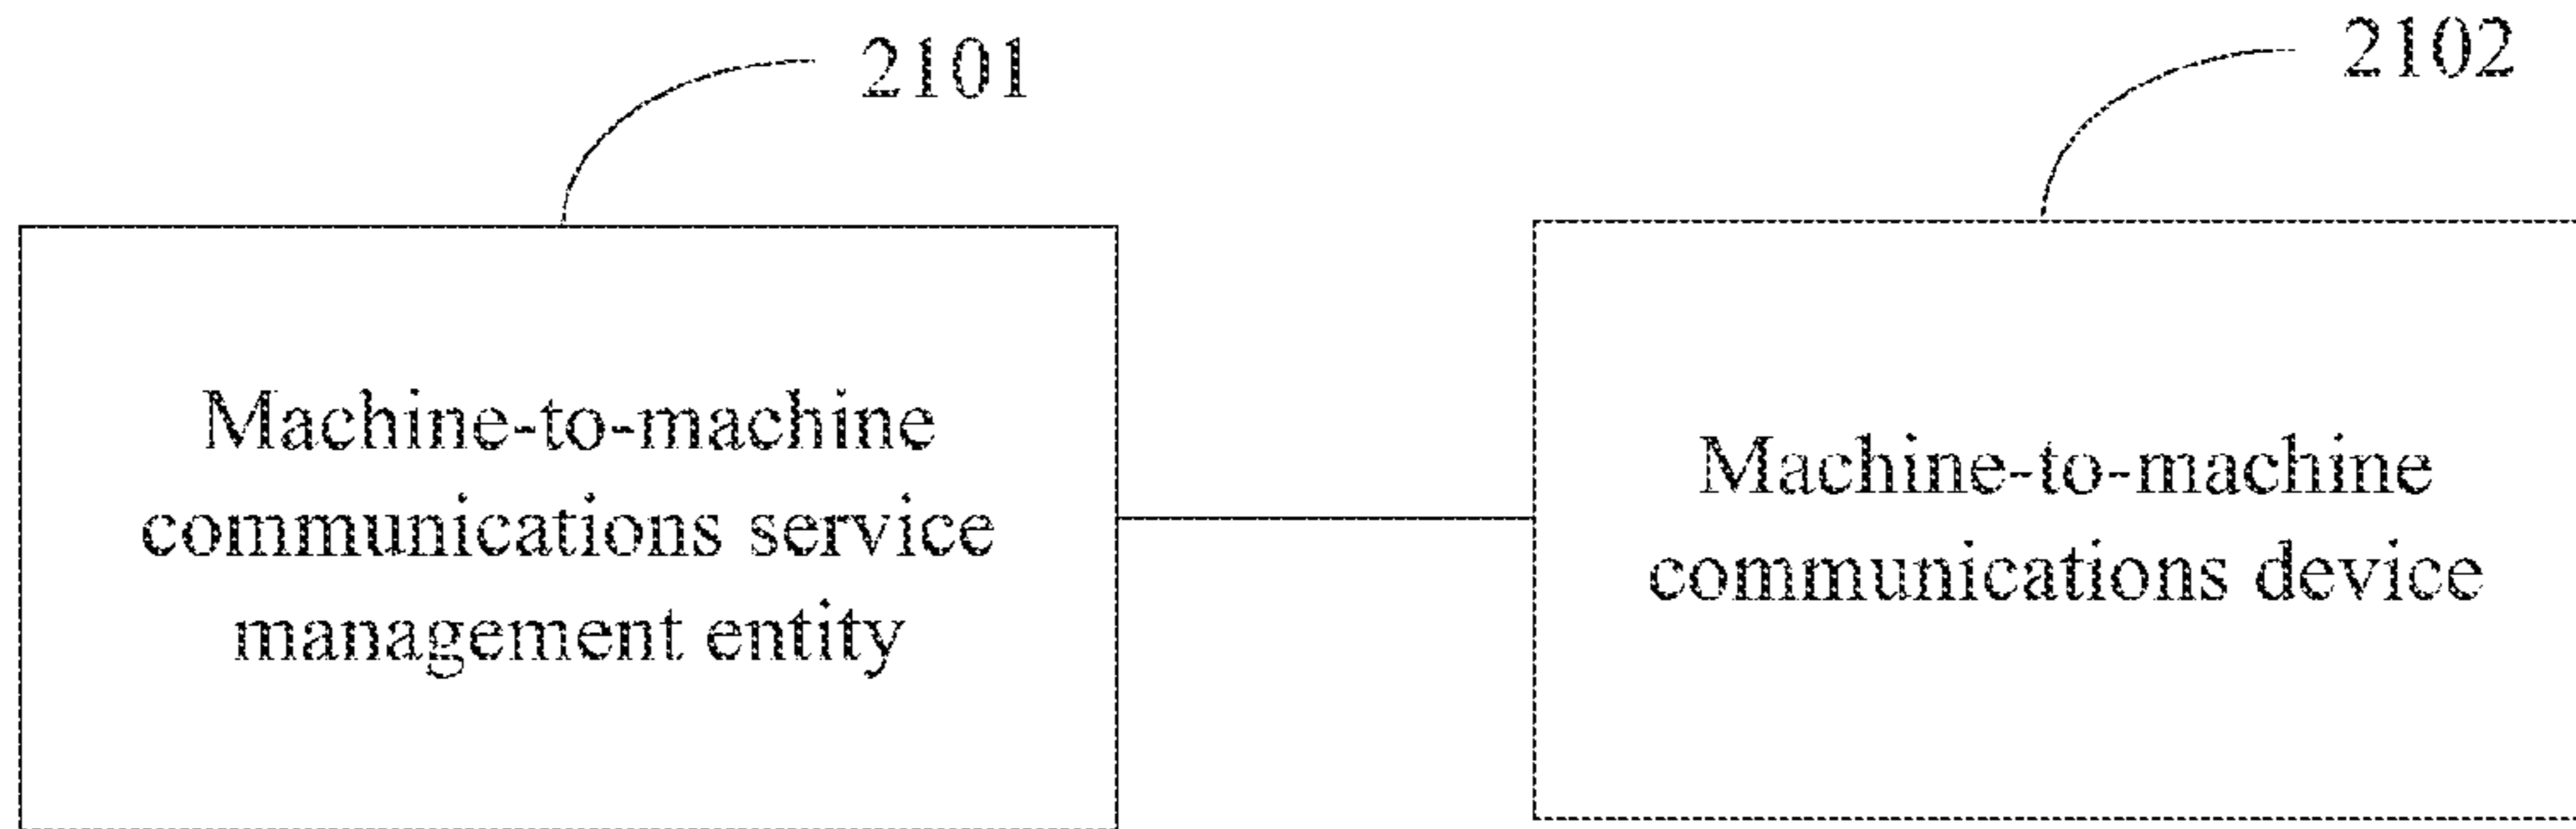 2101
2102
Machine-to-machine
communications service
management entity
Machine-to-machine
communications device